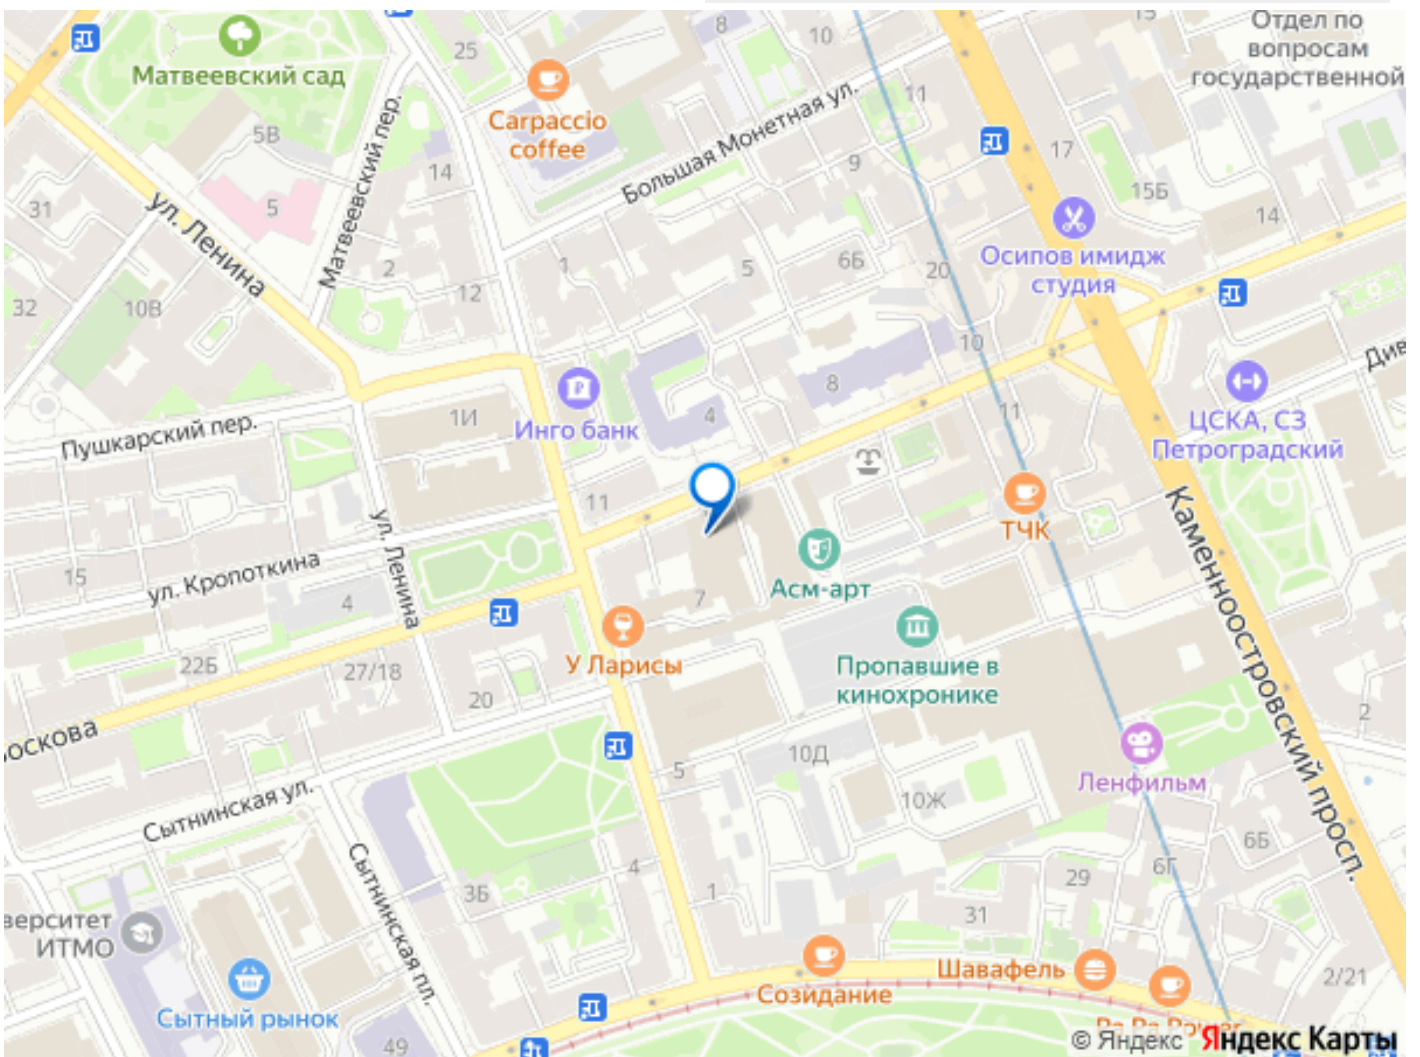 15
Отдел по
вопросам
государственной
8
10
25
Матвеевский сад
Carpaccio
coffee
Большая Монетная ул.
11
17
5В
14
9
15Б
14
31
5
Матвеевский пер.
ул. Ленина
2
12
1
5
6Б
20
Осипов имидж
студия
32
10В
10
Див
8
1И
Инго банк
4
11
ЦСКА, СЗ
Петроградский
Пушкарский пер.
11
ТЧК
Каменноостровский просп.
ул. Ленина
15
ул. Кропоткина
4
7
Асм-арт
22Б
27/18
У Ларисы
Пропавшие в
кинохронике
20
2
оскова
5
10Д
Ленфильм
Сытнинская ул.
10Ж
6Б
Сытнинская пл.
3Б
4
1
29
6Г
31
верситет
ИТМО
Сытный рынок
Созидание
Шавафель
2/21
49
© Яндекс Яндекс Карты